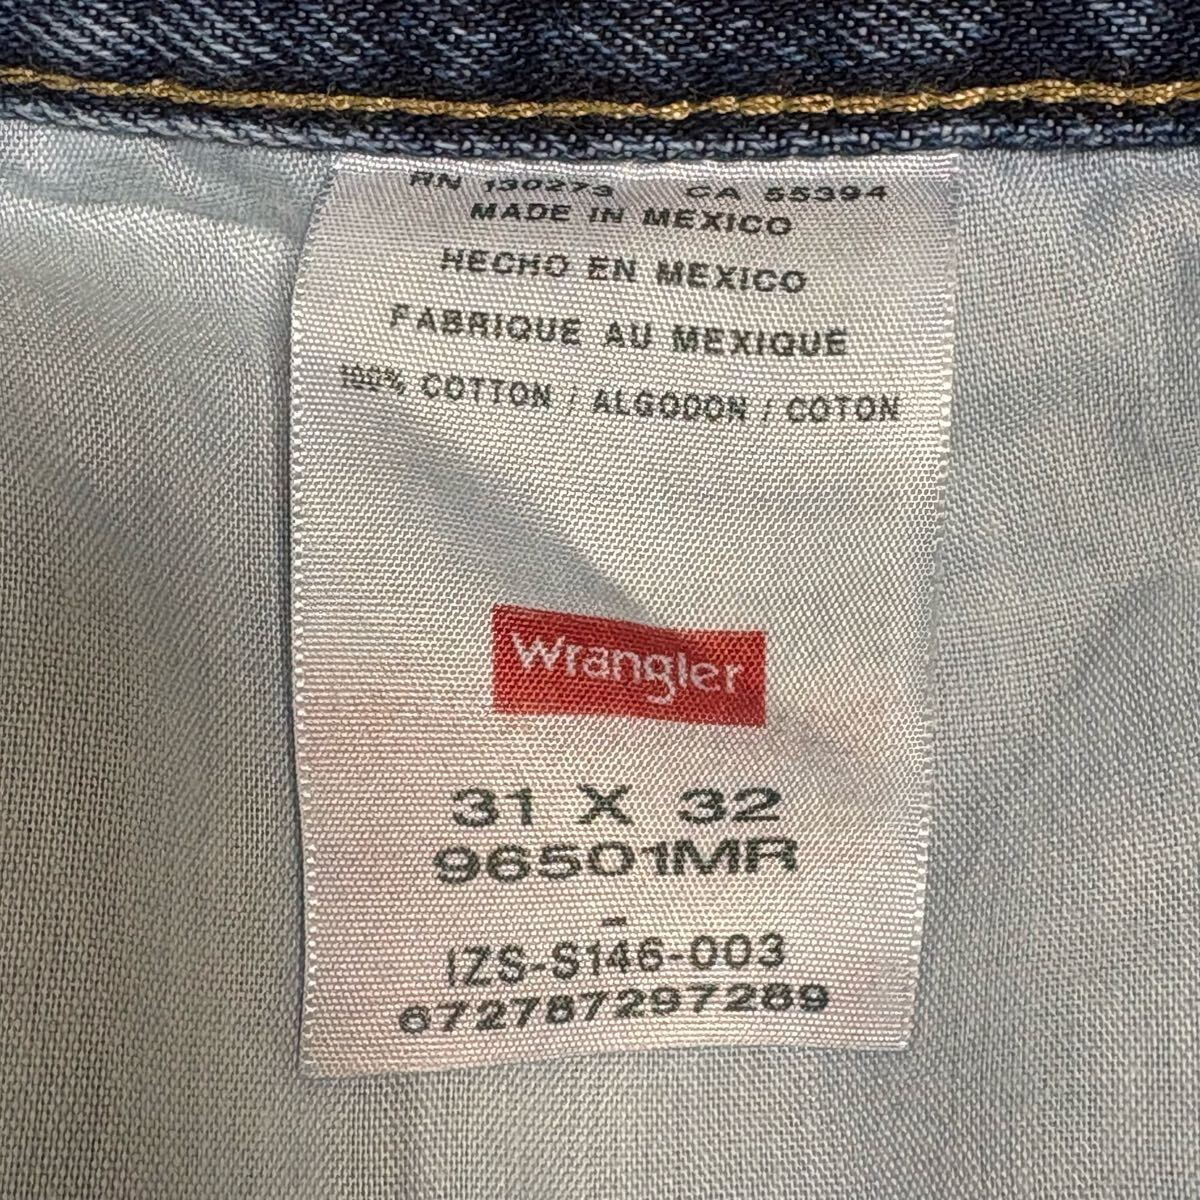 RN 130273 CA 55394
MADE IN MEXICO
HECHO EN MEXICO
FABRIQUE AU MEXIQUE
100% COTTON / ALGODON / COTON
Wrangler
31 X 32
96501MR
-
IZS-S146-003
672787297289